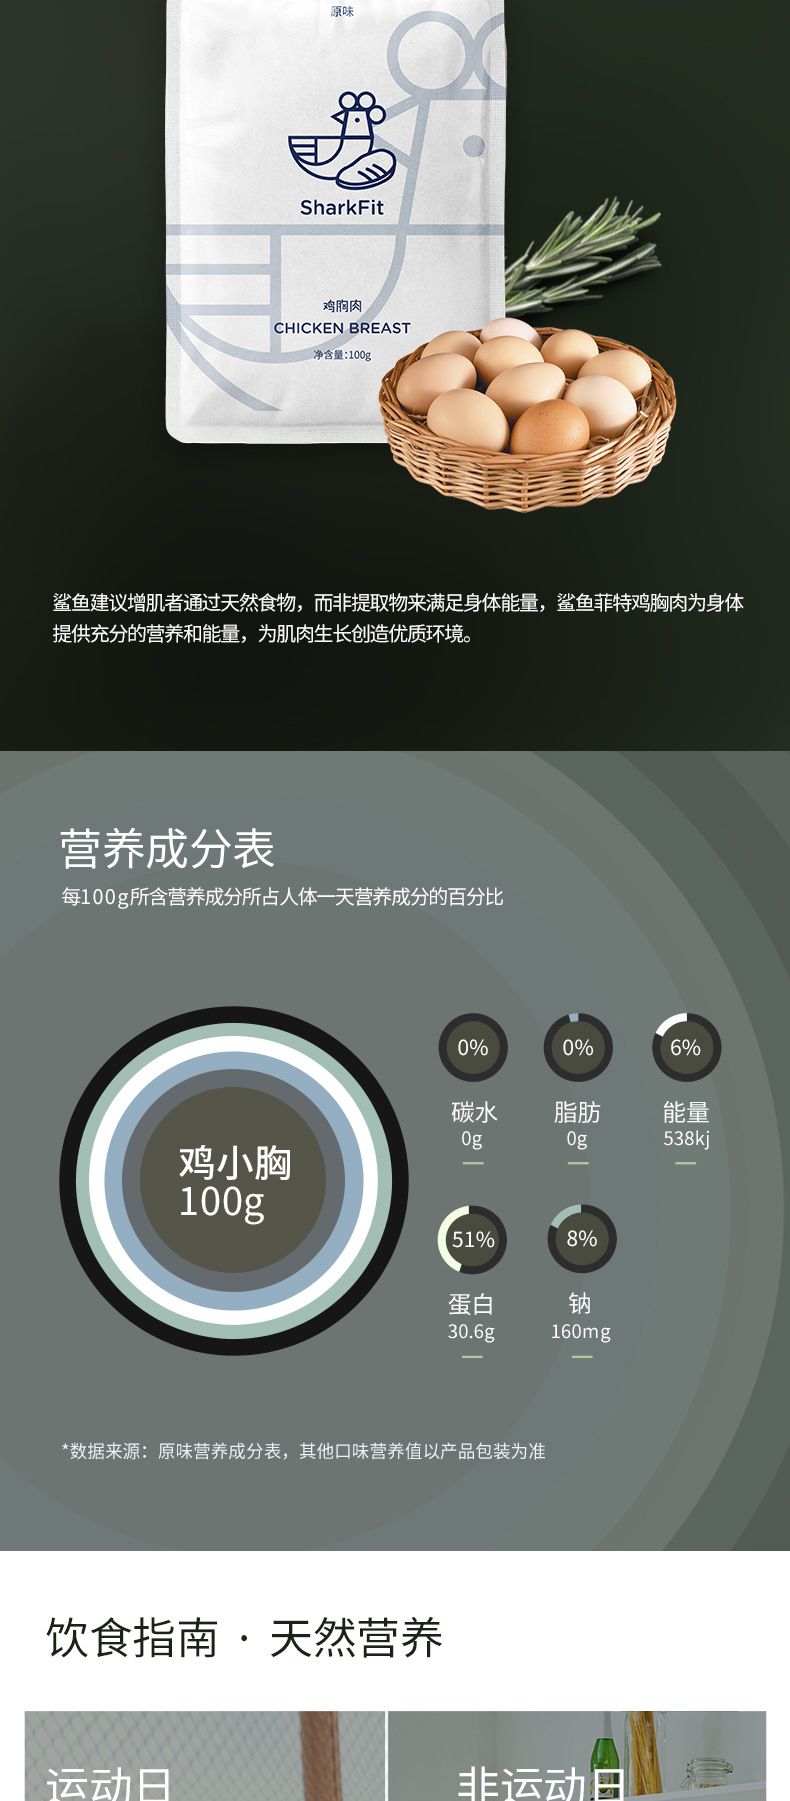 原味
SharkFit
鸡胸肉
CHICKEN BREAST
净含量:100g
鲨鱼建议增肌者通过天然食物，而非提取物来满足身体能量，鲨鱼菲特鸡胸肉为身体
提供充分的营养和能量，为肌肉生长创造优质环境。
营养成分表
每100g所含营养成分所占人体一天营养成分的百分比
鸡小胸
100g
0%
0%
6%
碳水
脂肪
能量
0g
0g
538kj
51%
8%
蛋白
钠
30.6g
160mg
*数据来源：原味营养成分表，其他口味营养值以产品包装为准
饮食指南 · 天然营养
运动日
非运动日